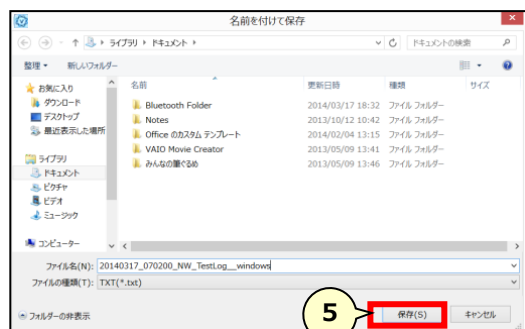 名前を付けて保存
ライブラリ ▸ ドキュメント ▸
ドキュメントの検索
整理 新しいフォルダー
名前 更新日時 種類 サイズ
お気に入り
ダウンロード
デスクトップ
最近表示した場所
ライブラリ
ドキュメント
ピクチャ
ビデオ
ミュージック
コンピューター
Bluetooth Folder 2014/03/17 18:32 ファイル フォルダー
Notes 2013/10/12 10:42 ファイル フォルダー
Office のカスタム テンプレート 2014/02/04 13:15 ファイル フォルダー
VAIO Movie Creator 2013/05/09 13:41 ファイル フォルダー
みんなの筆ぐるめ 2013/05/09 13:46 ファイル フォルダー
ファイル名(N): 20140317_070200_NW_TestLog__windows
ファイルの種類(T): TXT(*.txt)
フォルダーの非表示
5
保存(S)
キャンセル